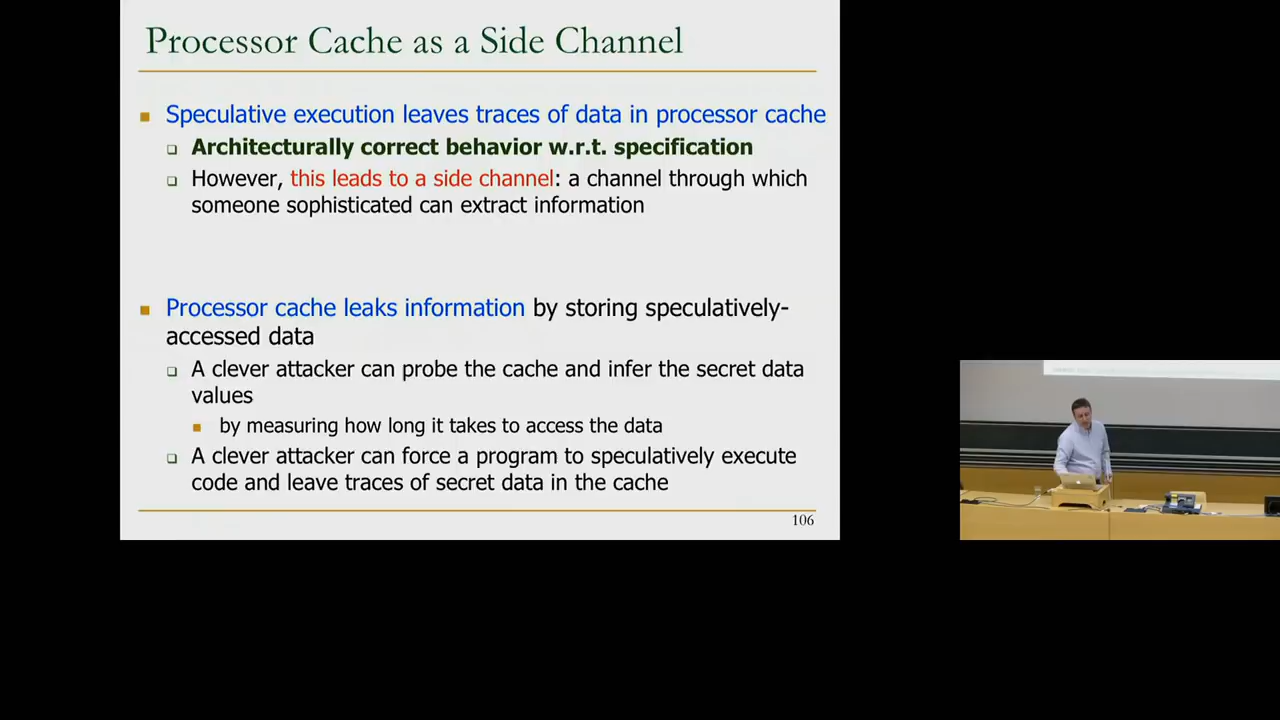 Processor Cache as a Side Channel
Speculative execution leaves traces of data in processor cache
Architecturally correct behavior w.r.t. specification
However, this leads to a side channel: a channel through which
someone sophisticated can extract information
Processor cache leaks information by storing speculatively-
accessed data
A clever attacker can probe the cache and infer the secret data
values
by measuring how long it takes to access the data
A clever attacker can force a program to speculatively execute
code and leave traces of secret data in the cache
106